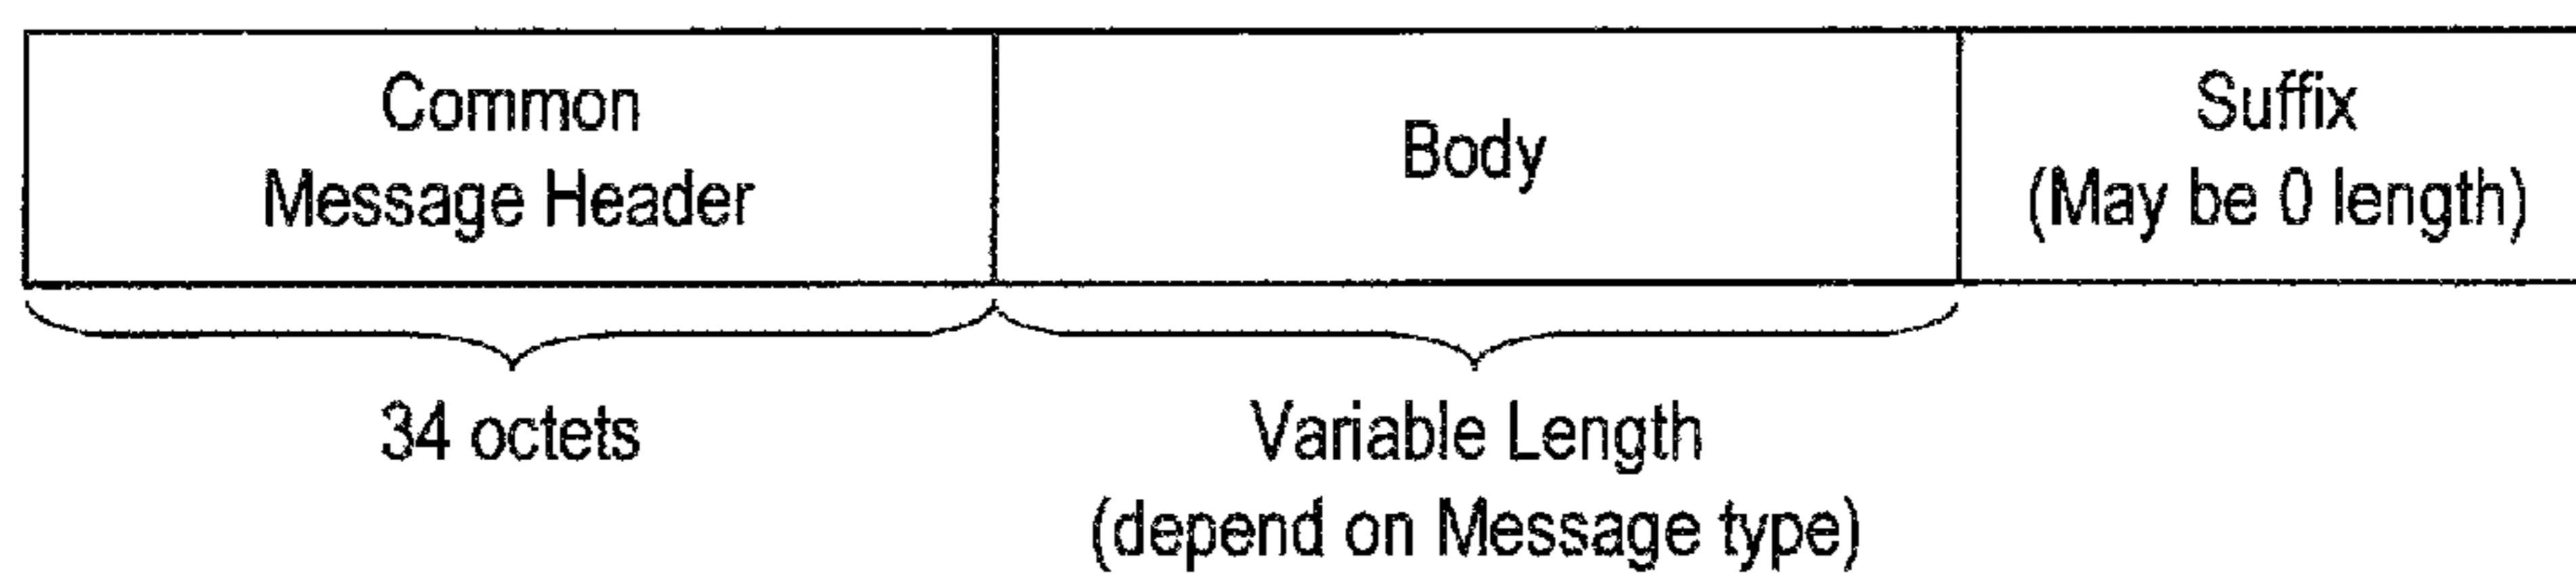 Common
Message Header
Body
Suffix
(May be 0 length)
34 octets
Variable Length
(depend on Message type)